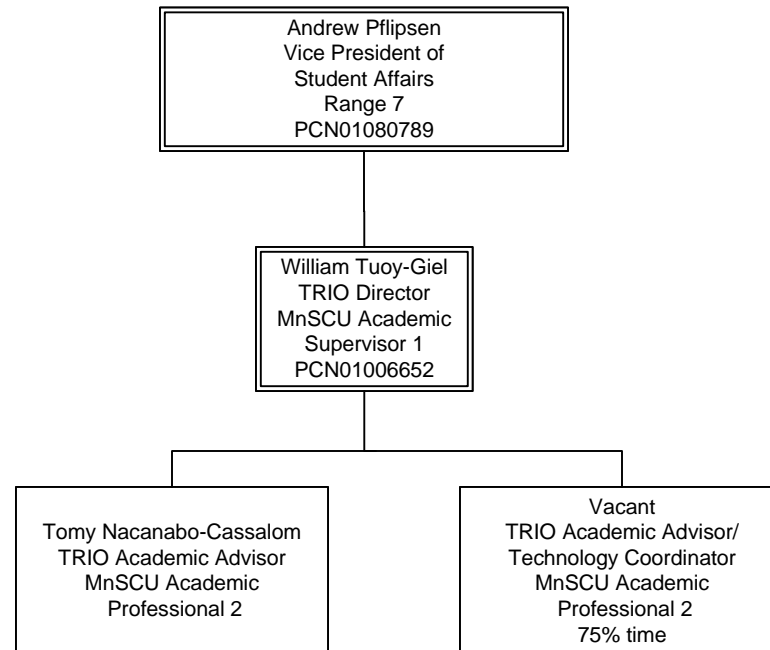 Andrew Pflipsen
Vice President of
Student Affairs
Range 7
PCN01080789
William Tuoy-Giel
TRIO Director
MnSCU Academic
Supervisor 1
PCN01006652
Tomy Nacanabo-Cassalom
TRIO Academic Advisor
MnSCU Academic
Professional 2
Vacant
TRIO Academic Advisor/
Technology Coordinator
MnSCU Academic
Professional 2
75% time